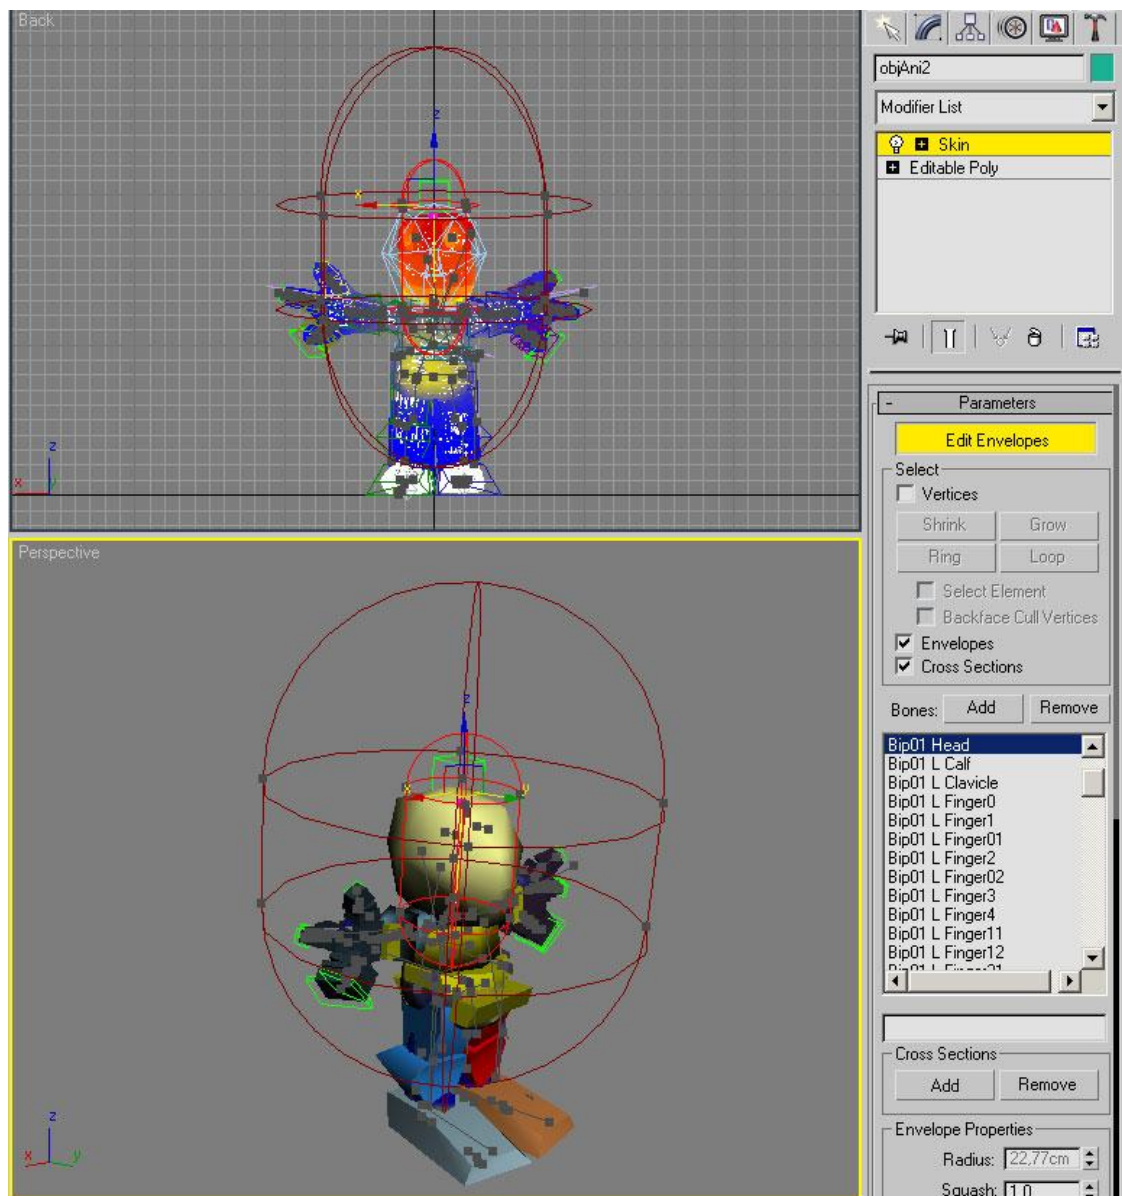 Back
z
x
z
x
y
Perspective
z
x
y
z
x
y
objAni2
Modifier List
Skin
Editable Poly
Parameters
Edit Envelopes
Select
Vertices
Shrink Grow
Ring Loop
Select Element
Backface Cull Vertices
Envelopes
Cross Sections
Bones: Add Remove
Bip01 Head
Bip01 L Calf
Bip01 L Clavicle
Bip01 L Finger0
Bip01 L Finger1
Bip01 L Finger01
Bip01 L Finger2
Bip01 L Finger02
Bip01 L Finger3
Bip01 L Finger4
Bip01 L Finger11
Bip01 L Finger12
Bip01 L Finger21
Cross Sections
Add Remove
Envelope Properties
Radius: 22,77cm
Squash: 1,0